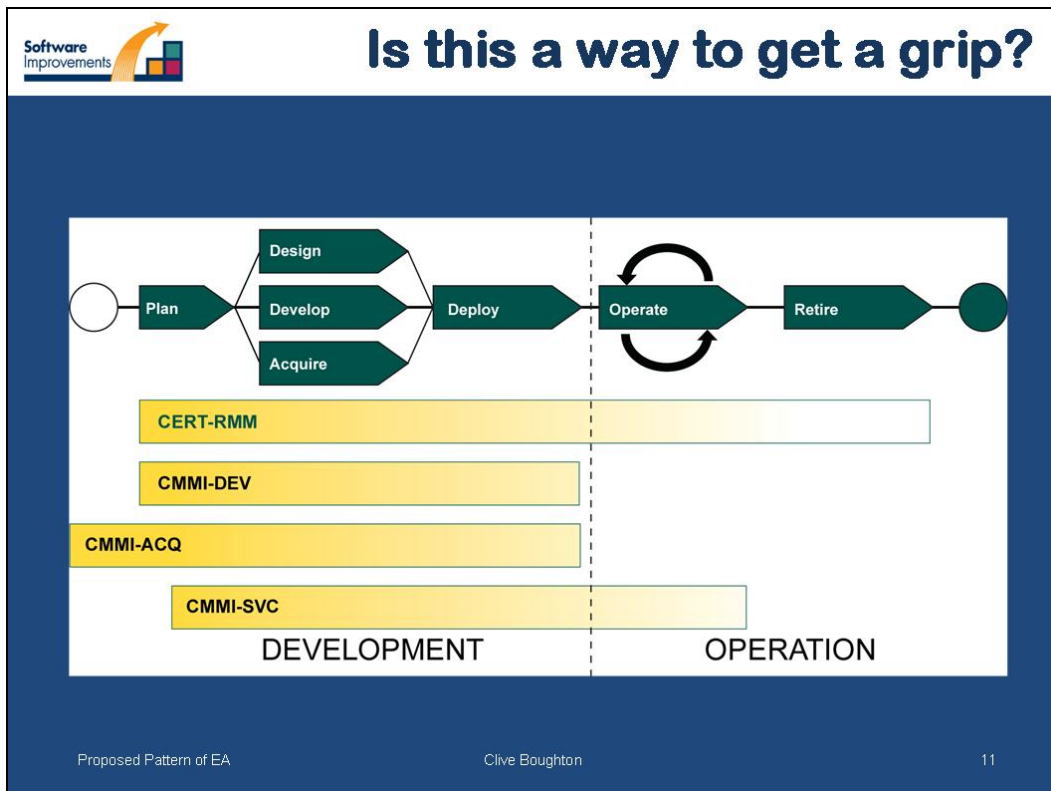 Software
Improvements
Is this a way to get a grip?
Design
Plan
Develop
Deploy
Operate
Retire
Acquire
CERT-RMM
CMMI-DEV
CMMI-ACQ
CMMI-SVC
DEVELOPMENT
OPERATION
Proposed Pattern of EA
Clive Boughton
11